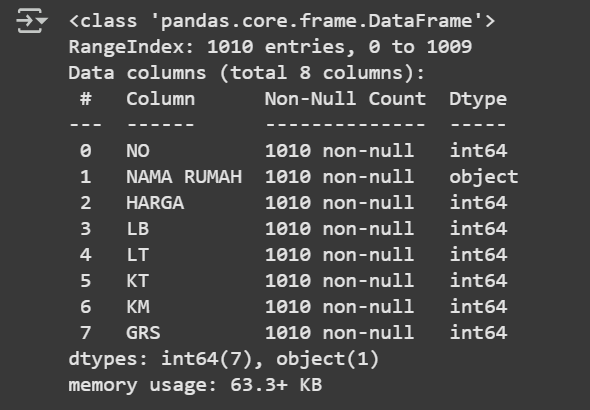 <class 'pandas.core.frame.DataFrame'>
RangeIndex: 1010 entries, 0 to 1009
Data columns (total 8 columns):
 #   Column      Non-Null Count  Dtype
---  ------      --------------  -----
 0   NO          1010 non-null   int64
 1   NAMA RUMAH  1010 non-null   object
 2   HARGA       1010 non-null   int64
 3   LB          1010 non-null   int64
 4   LT          1010 non-null   int64
 5   KT          1010 non-null   int64
 6   KM          1010 non-null   int64
 7   GRS         1010 non-null   int64
dtypes: int64(7), object(1)
memory usage: 63.3+ KB